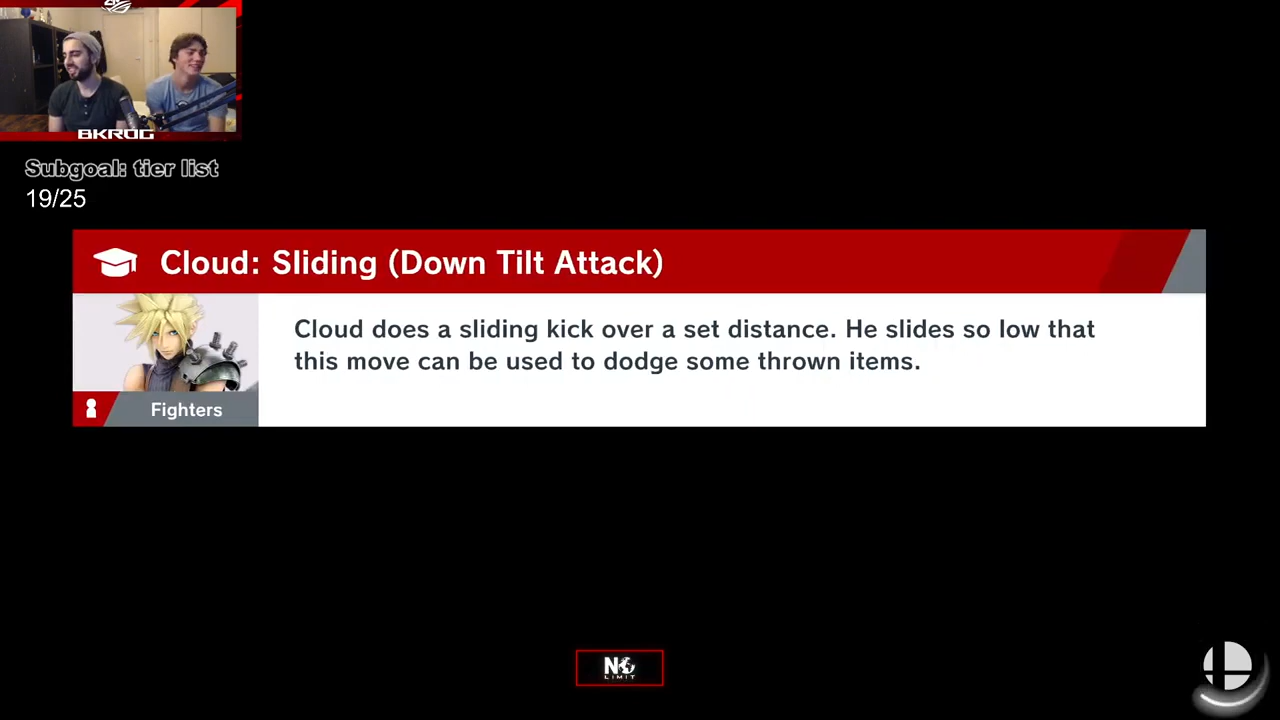 BKROG
Subgoal: tier list
19/25
Cloud: Sliding (Down Tilt Attack)
Cloud does a sliding kick over a set distance. He slides so low that
this move can be used to dodge some thrown items.
Fighters
NO
LIMIT